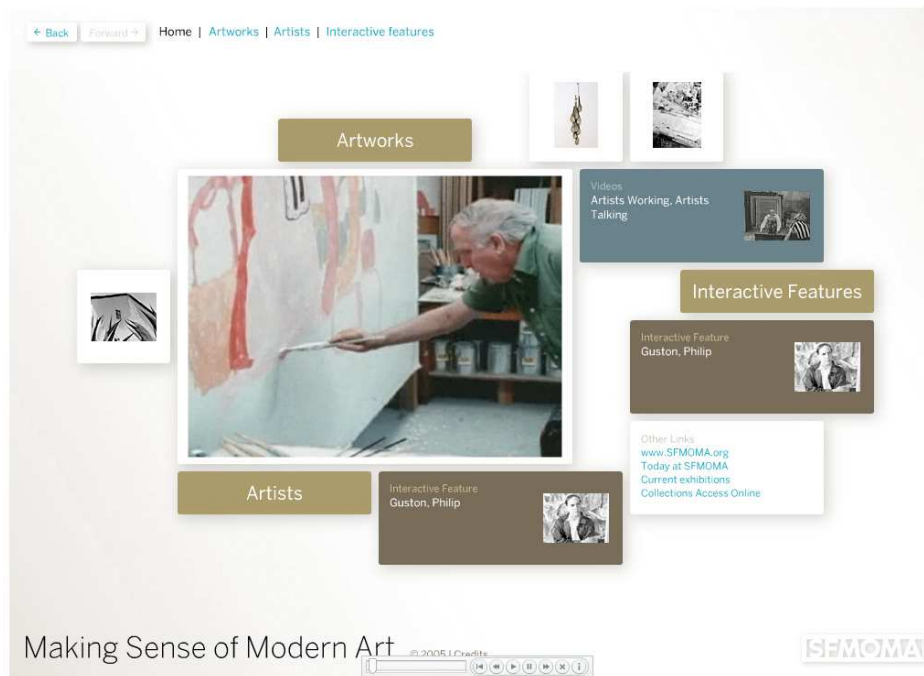 ← Back Forward → Home | Artworks | Artists | Interactive features
Artworks
Videos
Artists Working, Artists
Talking
Interactive Features
Interactive Feature
Guston, Philip
Other Links
www.SFMOMA.org
Today at SFMOMA
Current exhibitions
Collections Access Online
Artists
Interactive Feature
Guston, Philip
Making Sense of Modern Art © 2005 | Credits
SFMOMA